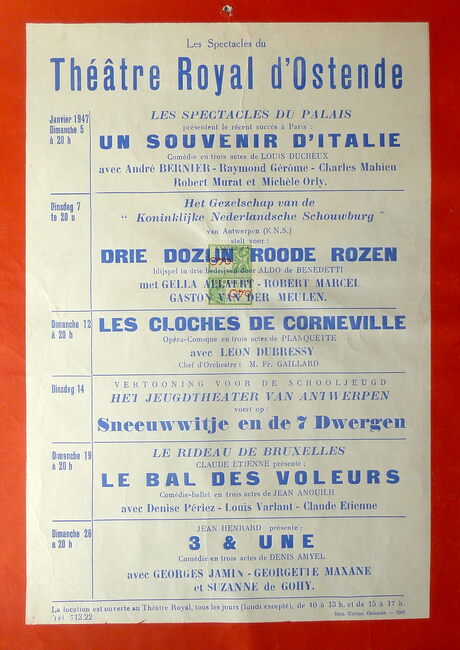 Les Spectacles du
Théâtre Royal d'Ostende
Janvier 1947
Dimanche 5
à 20 h
LES SPECTACLES DU PALAIS
présentent le récent succès à Paris :
UN SOUVENIR D'ITALIE
Comédie en trois actes de LOUIS DUCREUX
avec André BERNIER - Raymond Gérôme - Charles Mahieu
Robert Murat et Michèle Orly.
Dinsdag 7
te 20 u
Het Gezelschap van de
" Koninklijke Nederlandsche Schouwburg "
van Antwerpen (K.N.S.)
stelt voor :
DRIE DOZIJN ROODE ROZEN
blijspel in drie bedrijven door ALDO de BENEDETTI
met GELLA ALLAERT - ROBERT MARCEL
GASTON VAN DER MEULEN.
Dimanche 12
LES CLOCHES DE CORNEVILLE
Opéra-Comique en trois actes de PLANQUETTE
avec LEON DUBRESSY
Chef d'Orchestre : M. Fr. GAILLARD
Dinsdag 14
VERTOONING VOOR DE SCHOOLJEUGD
HET JEUGDTHEATER VAN ANTWERPEN
voert op :
Sneeuwwitje en de 7 Dwergen
Dimanche 19
à 20 h
LE RIDEAU DE BRUXELLES
CLAUDE ETIENNE présente :
LE BAL DES VOLEURS
Comédie-ballet en trois actes de JEAN ANOUILH
avec Denise Périez - Louis Varlant - Claude Etienne
Dimanche 26
à 20 h
JEAN HENRARD présente :
3 & UNE
Comédie en trois actes de DENIS AMYEL
avec GEORGES JAMIN - GEORGETTE MAXANE
et SUZANNE de GOHY.
La location est ouverte au Théâtre Royal, tous les jours (lundi excepté), de 10 à 13 h. et de 15 à 17 h.
Tél. 713.22
Imp. Unitas, Ostende. —